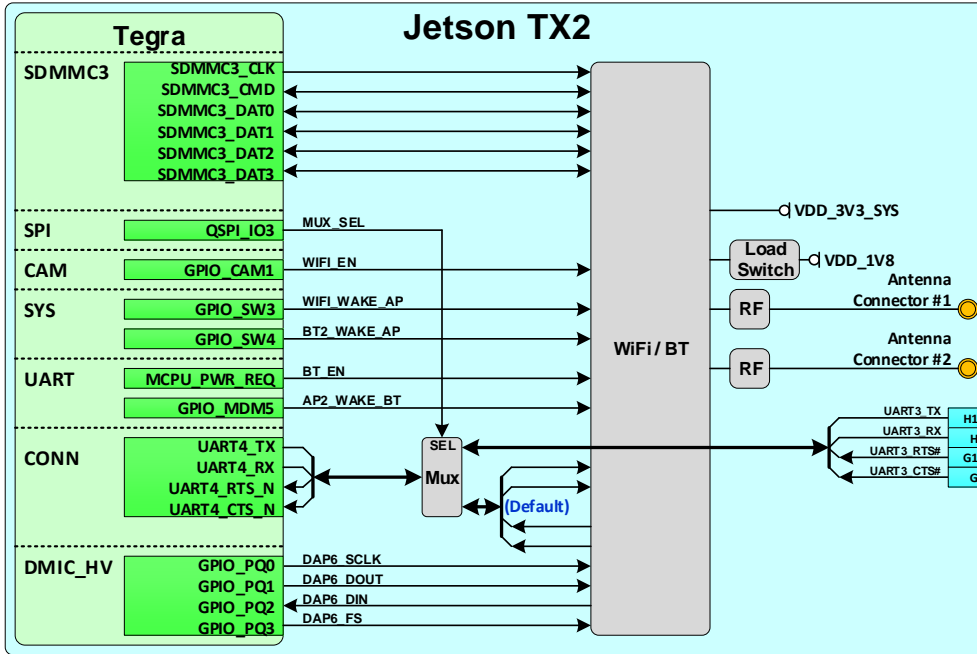 Jetson TX2
Tegra
SDMMC3
SDMMC3_CLK
SDMMC3_CMD
SDMMC3_DAT0
SDMMC3_DAT1
SDMMC3_DAT2
SDMMC3_DAT3
SPI
QSPI_IO3
MUX_SEL
CAM
GPIO_CAM1
WIFI_EN
SYS
GPIO_SW3
WIFI_WAKE_AP
GPIO_SW4
BT2_WAKE_AP
UART
MCPU_PWR_REQ
BT_EN
GPIO_MDM5
AP2_WAKE_BT
CONN
UART4_TX
UART4_RX
UART4_RTS_N
UART4_CTS_N
SEL
Mux
(Default)
DMIC_HV
GPIO_PQ0
DAP6_SCLK
GPIO_PQ1
DAP6_DOUT
GPIO_PQ2
DAP6_DIN
GPIO_PQ3
DAP6_FS
WiFi / BT
VDD_3V3_SYS
Load
Switch
VDD_1V8
Antenna
Connector #1
RF
Antenna
Connector #2
RF
UART3_TX
H1
UART3_RX
H
UART3_RTS#
G1
UART3_CTS#
G